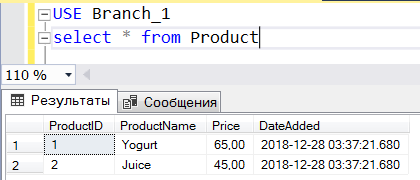 USE Branch_1
select * from Product
110 %
Результаты Сообщения
ProductID ProductName Price DateAdded
1 1 Yogurt 65,00 2018-12-28 03:37:21.680
2 2 Juice 45,00 2018-12-28 03:37:21.680